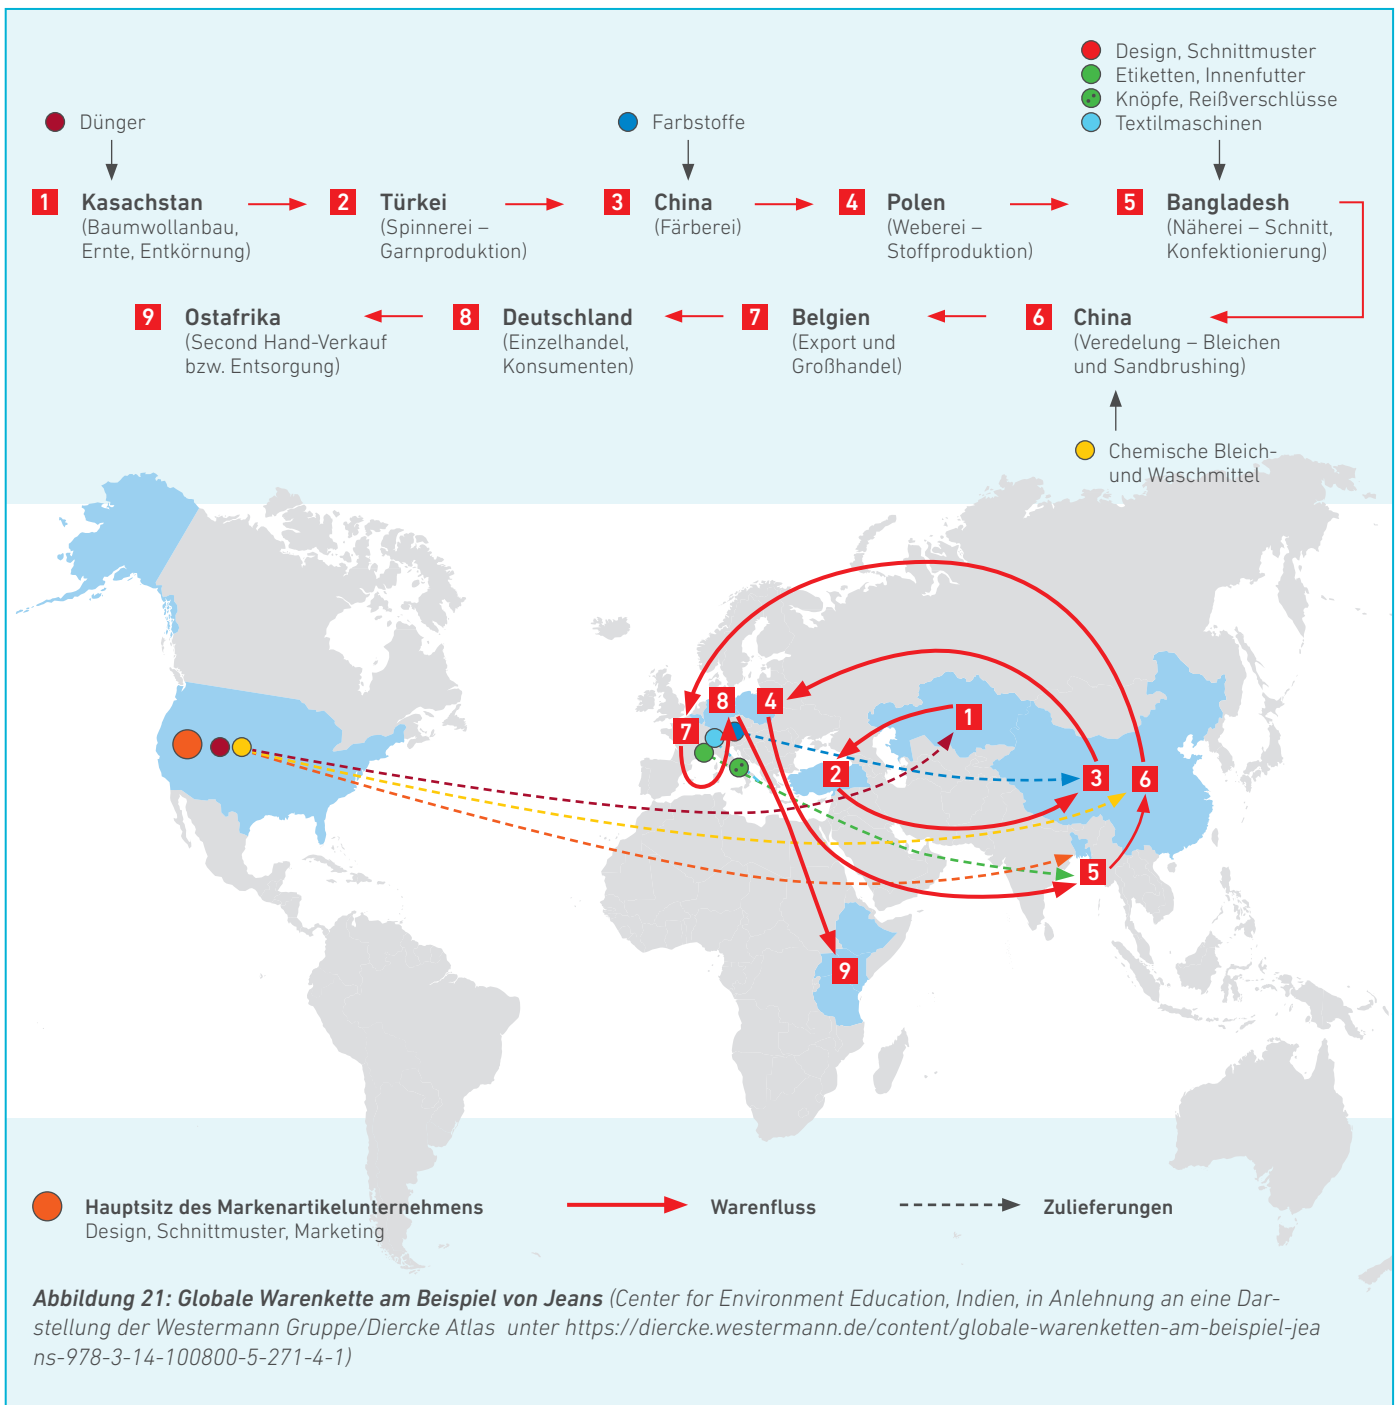 Design, Schnittmuster
Etiketten, Innenfutter
Knöpfe, Reißverschlüsse
Textilmaschinen
Dünger
Farbstoffe
1 Kasachstan
(Baumwollanbau,
Ernte, Entkörnung)
2 Türkei
(Spinnerei –
Garnproduktion)
3 China
(Färberei)
4 Polen
(Weberei –
Stoffproduktion)
5 Bangladesh
(Näherei – Schnitt,
Konfektionierung)
9 Ostafrika
(Second Hand-Verkauf
bzw. Entsorgung)
8 Deutschland
(Einzelhandel,
Konsumenten)
7 Belgien
(Export und
Großhandel)
6 China
(Veredelung – Bleichen
und Sandbrushing)
Chemische Bleich-
und Waschmittel
8
4
1
7
2
3
6
5
9
Hauptsitz des Markenartikelunternehmens
Design, Schnittmuster, Marketing
Warenfluss
Zulieferungen
Abbildung 21: Globale Warenkette am Beispiel von Jeans (Center for Environment Education, Indien, in Anlehnung an eine Dar-
stellung der Westermann Gruppe/Diercke Atlas unter https://diercke.westermann.de/content/globale-warenketten-am-beispiel-jea
ns-978-3-14-100800-5-271-4-1)